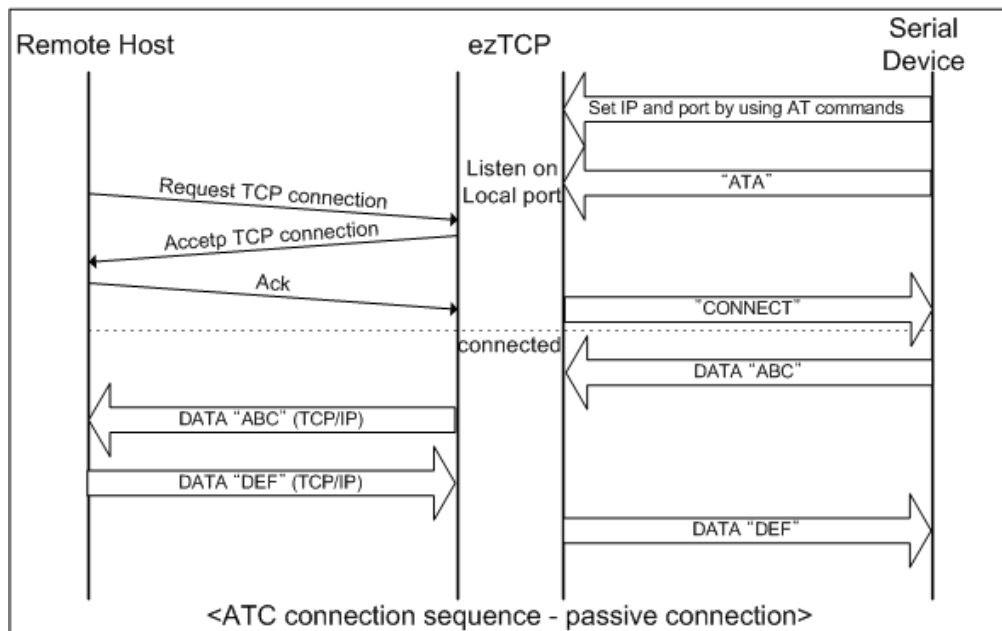 Remote Host
ezTCP
Serial
Device
Set IP and port by using AT commands
Listen on
Local port
"ATA"
Request TCP connection
Accetp TCP connection
Ack
"CONNECT"
connected
DATA "ABC"
DATA "ABC" (TCP/IP)
DATA "DEF" (TCP/IP)
DATA "DEF"
<ATC connection sequence - passive connection>